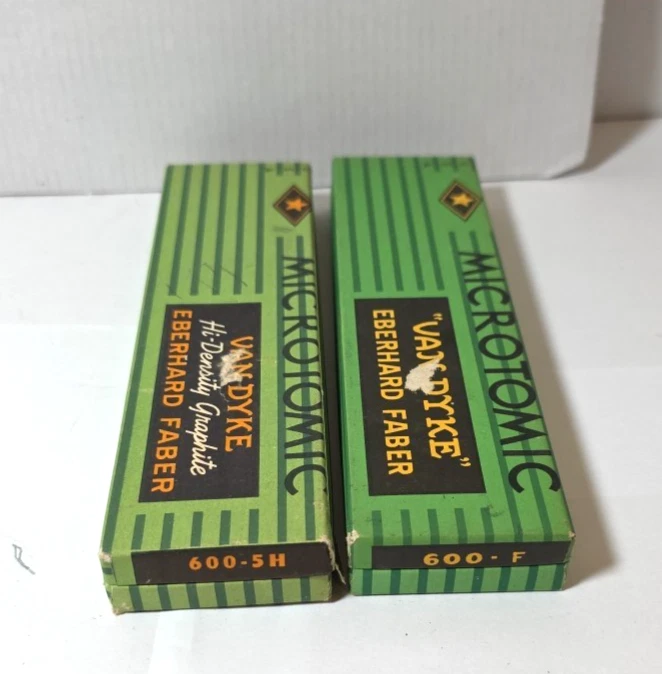 MICROTOMIC
VAN DYKE
Hi-Density Graphite
EBERHARD FABER
600-5H
MICROTOMIC
"VAN DYKE"
EBERHARD FABER
600-F